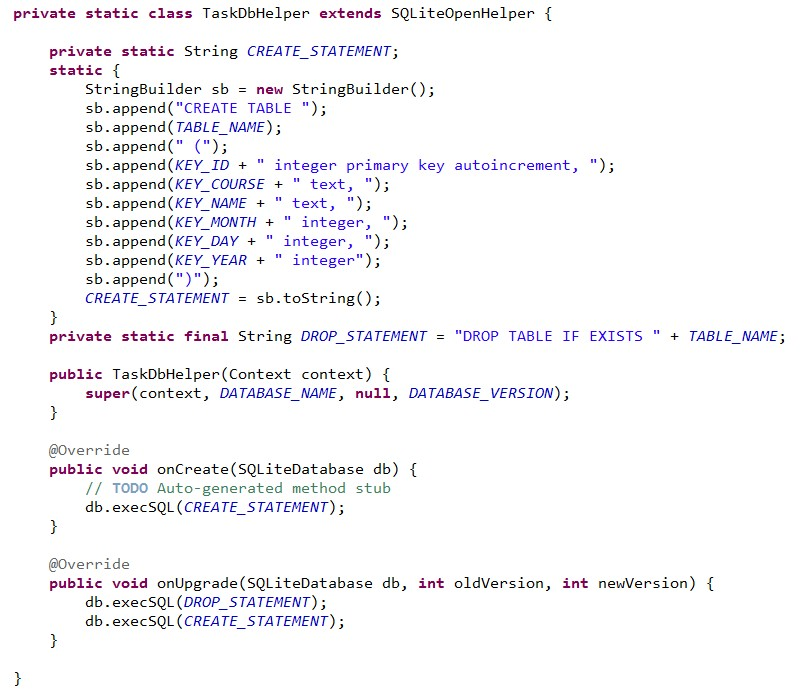 private static class TaskDbHelper extends SQLiteOpenHelper {
private static String CREATE_STATEMENT;
static {
StringBuilder sb = new StringBuilder();
sb.append("CREATE TABLE ");
sb.append(TABLE_NAME);
sb.append(" (");
sb.append(KEY_ID + " integer primary key autoincrement, ");
sb.append(KEY_COURSE + " text, ");
sb.append(KEY_NAME + " text, ");
sb.append(KEY_MONTH + " integer, ");
sb.append(KEY_DAY + " integer, ");
sb.append(KEY_YEAR + " integer");
sb.append(")");
CREATE_STATEMENT = sb.toString();
}
private static final String DROP_STATEMENT = "DROP TABLE IF EXISTS " + TABLE_NAME;
public TaskDbHelper(Context context) {
super(context, DATABASE_NAME, null, DATABASE_VERSION);
}
@Override
public void onCreate(SQLiteDatabase db) {
// TODO Auto-generated method stub
db.execSQL(CREATE_STATEMENT);
}
@Override
public void onUpgrade(SQLiteDatabase db, int oldVersion, int newVersion) {
db.execSQL(DROP_STATEMENT);
db.execSQL(CREATE_STATEMENT);
}
}